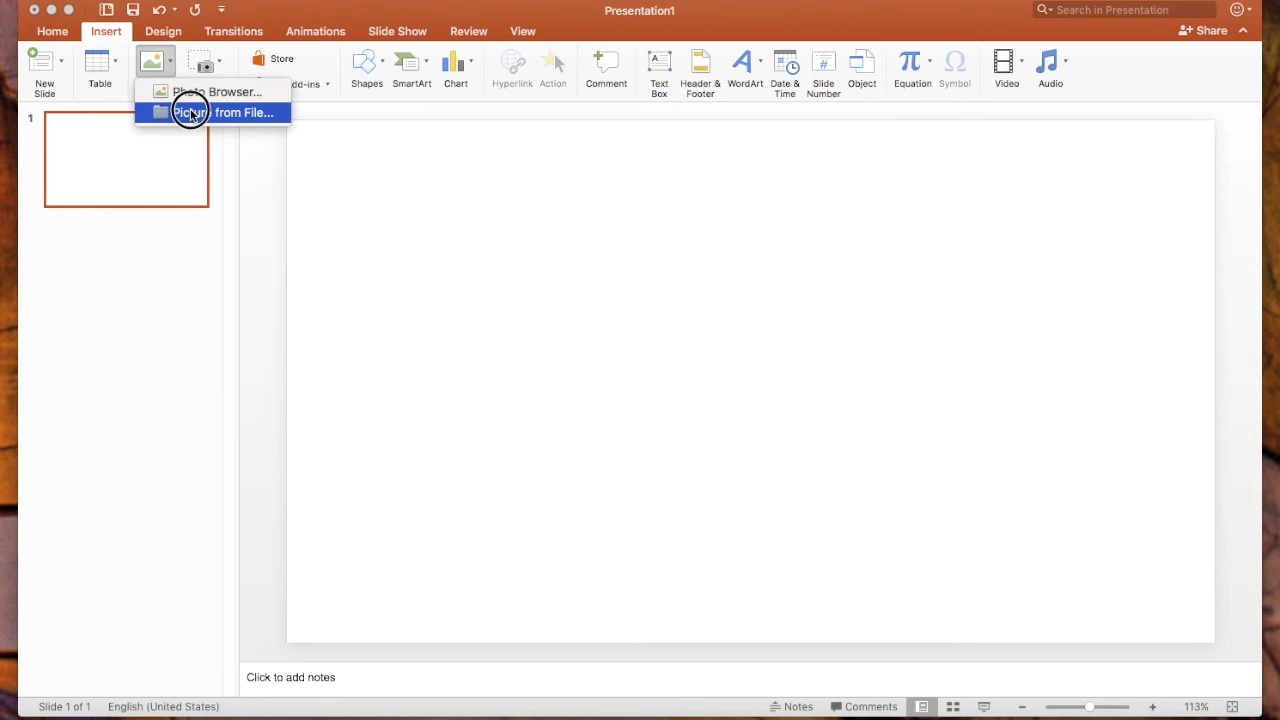 Presentation1
Search in Presentation
Home Insert Design Transitions Animations Slide Show Review View
Share
New Slide
Table
Store
dd-ins
Shapes
SmartArt
Chart
Hyperlink
Action
Comment
Text Box
Header & Footer
WordArt
Date & Time
Slide Number
Object
Equation
Symbol
Video
Audio
Photo Browser...
Picture from File...
1
Click to add notes
Slide 1 of 1 English (United States) Notes Comments 113%